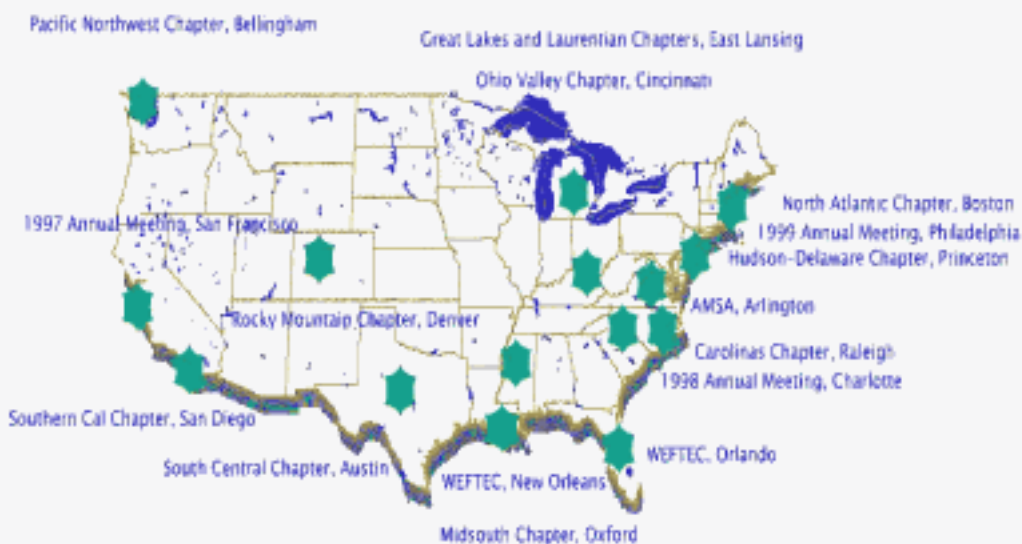 Pacific Northwest Chapter, Bellingham
Great Lakes and Laurentian Chapters, East Lansing
Ohio Valley Chapter, Cincinnati
North Atlantic Chapter, Boston
1997 Annual Meeting, San Francisco
1999 Annual Meeting, Philadelphia
Hudson-Delaware Chapter, Princeton
AMSA, Arlington
Rocky Mountain Chapter, Denver
Carolinas Chapter, Raleigh
1998 Annual Meeting, Charlotte
Southern Cal Chapter, San Diego
WEFTEC, Orlando
South Central Chapter, Austin
WEFTEC, New Orleans
Midsouth Chapter, Oxford